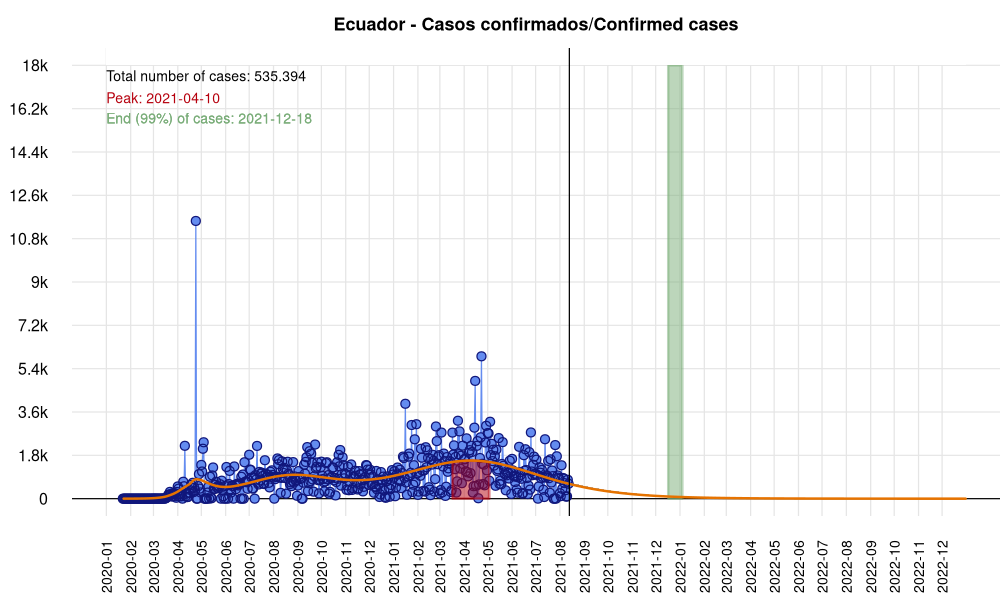 Ecuador - Casos confirmados/Confirmed cases
18k
16.2k
14.4k
12.6k
10.8k
9k
7.2k
5.4k
3.6k
1.8k
0
Total number of cases: 535.394
Peak: 2021-04-10
End (99%) of cases: 2021-12-18
2020-01
2020-02
2020-03
2020-04
2020-05
2020-06
2020-07
2020-08
2020-09
2020-10
2020-11
2020-12
2021-01
2021-02
2021-03
2021-04
2021-05
2021-06
2021-07
2021-08
2021-09
2021-10
2021-11
2021-12
2022-01
2022-02
2022-03
2022-04
2022-05
2022-06
2022-07
2022-08
2022-09
2022-10
2022-11
2022-12